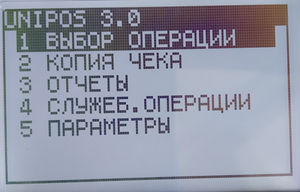 UNIPOS 3.0
1 ВЫБОР ОПЕРАЦИИ
2 КОПИЯ ЧЕКА
3 ОТЧЕТЫ
4 СЛУЖЕБ.ОПЕРАЦИИ
5 ПАРАМЕТРЫ